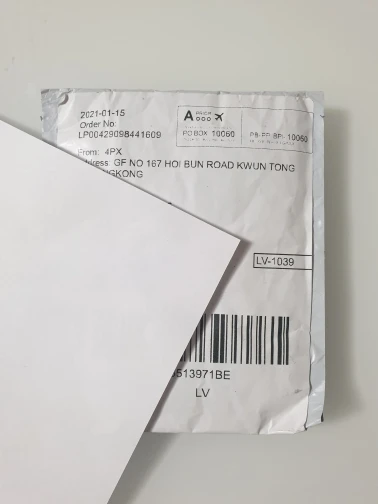 2021-01-15
Order No:
LP00429098441609
A
PO BOX 10060
PB-PP BPI- 10060
From: 4PX
GF NO 167 HOI BUN ROAD KWUN TONG
LV-1039
513971BE
LV